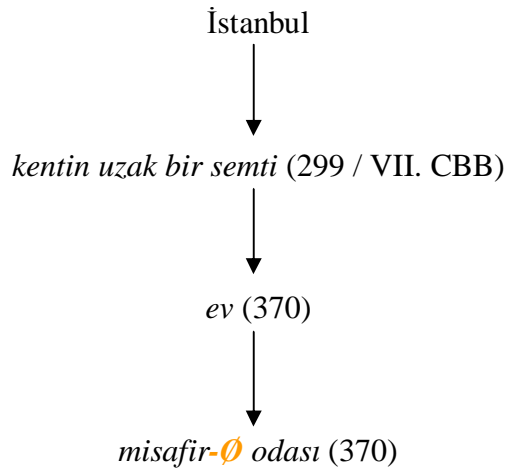 İstanbul
kentin uzak bir semti (299 / VII. CBB)
ev (370)
misafir-Ø odası (370)